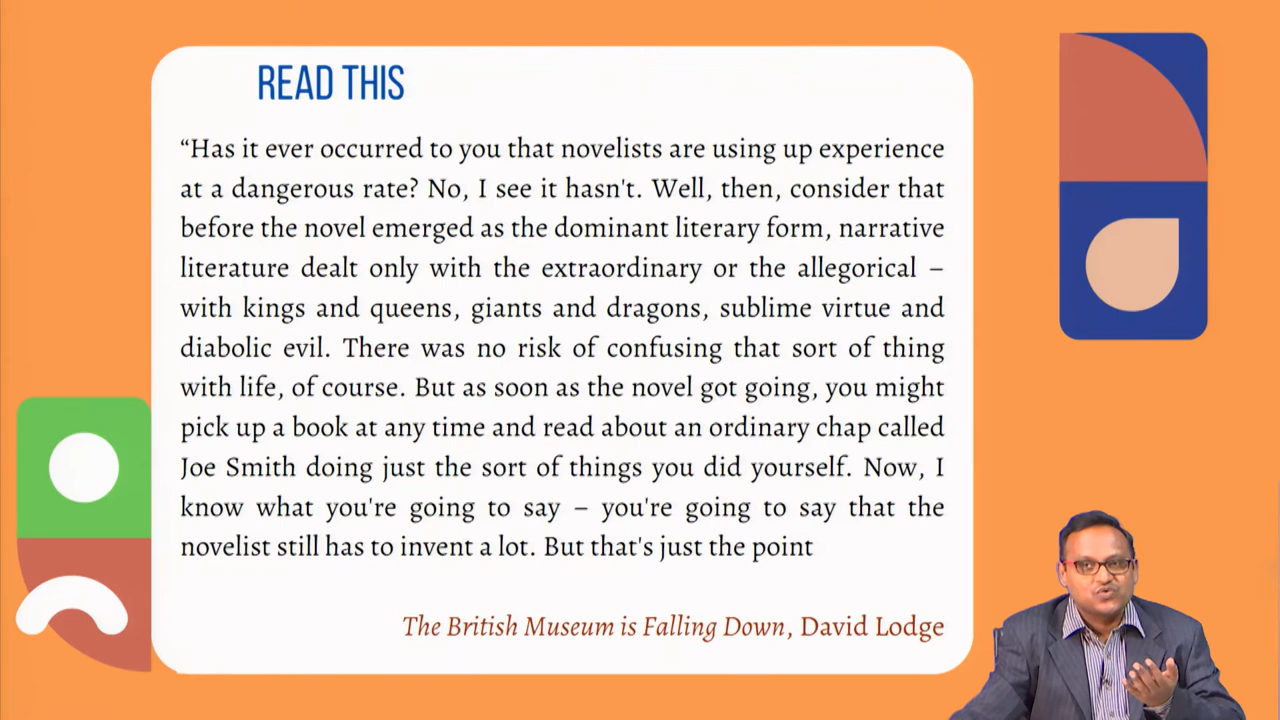 READ THIS
“Has it ever occurred to you that novelists are using up experience
at a dangerous rate? No, I see it hasn't. Well, then, consider that
before the novel emerged as the dominant literary form, narrative
literature dealt only with the extraordinary or the allegorical –
with kings and queens, giants and dragons, sublime virtue and
diabolic evil. There was no risk of confusing that sort of thing
with life, of course. But as soon as the novel got going, you might
pick up a book at any time and read about an ordinary chap called
Joe Smith doing just the sort of things you did yourself. Now, I
know what you're going to say – you're going to say that the
novelist still has to invent a lot. But that's just the point
The British Museum is Falling Down, David Lodge